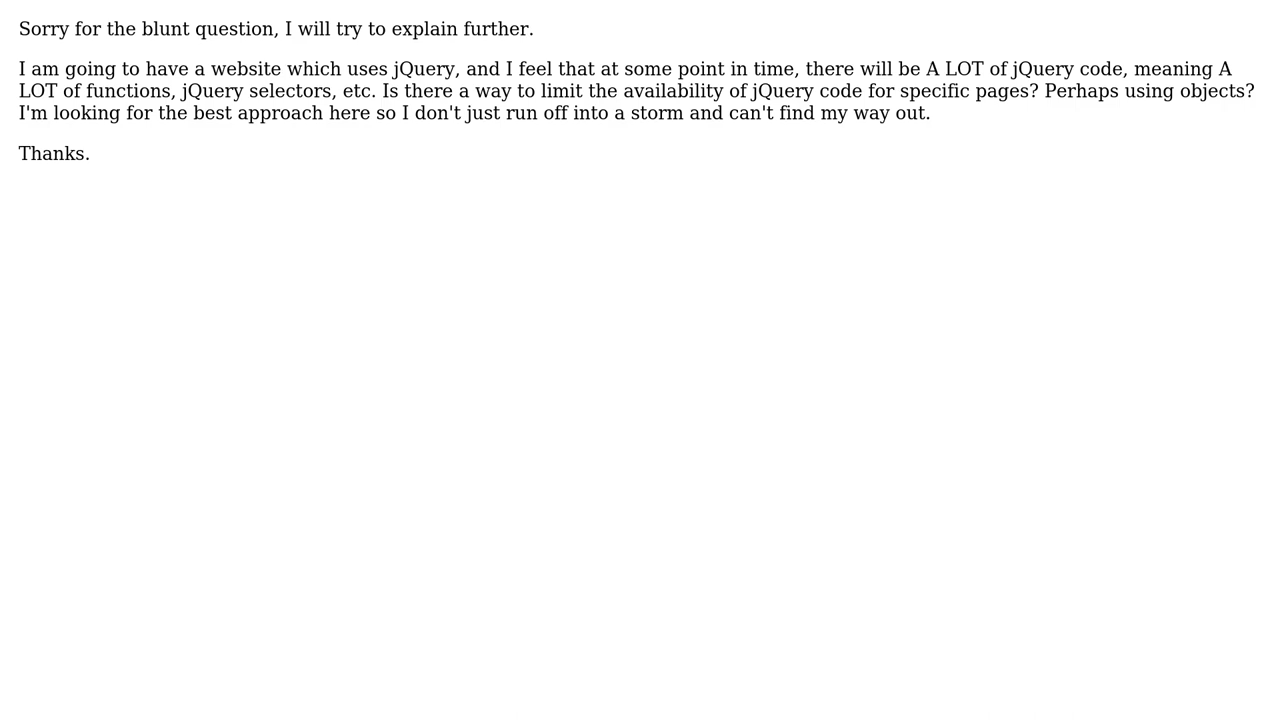 Sorry for the blunt question, I will try to explain further.
I am going to have a website which uses jQuery, and I feel that at some point in time, there will be A LOT of jQuery code, meaning A
LOT of functions, jQuery selectors, etc. Is there a way to limit the availability of jQuery code for specific pages? Perhaps using objects?
I'm looking for the best approach here so I don't just run off into a storm and can't find my way out.
Thanks.